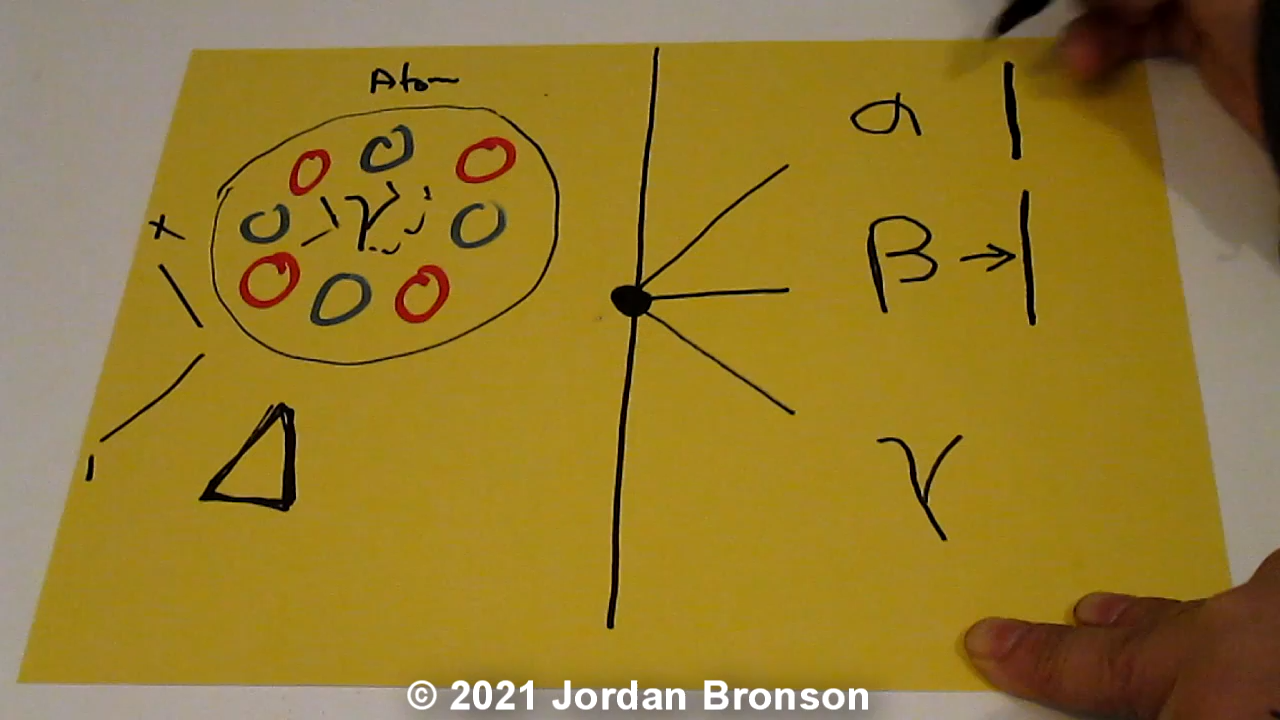 Atom
α
γ
x
β →
γ
© 2021 Jordan Bronson